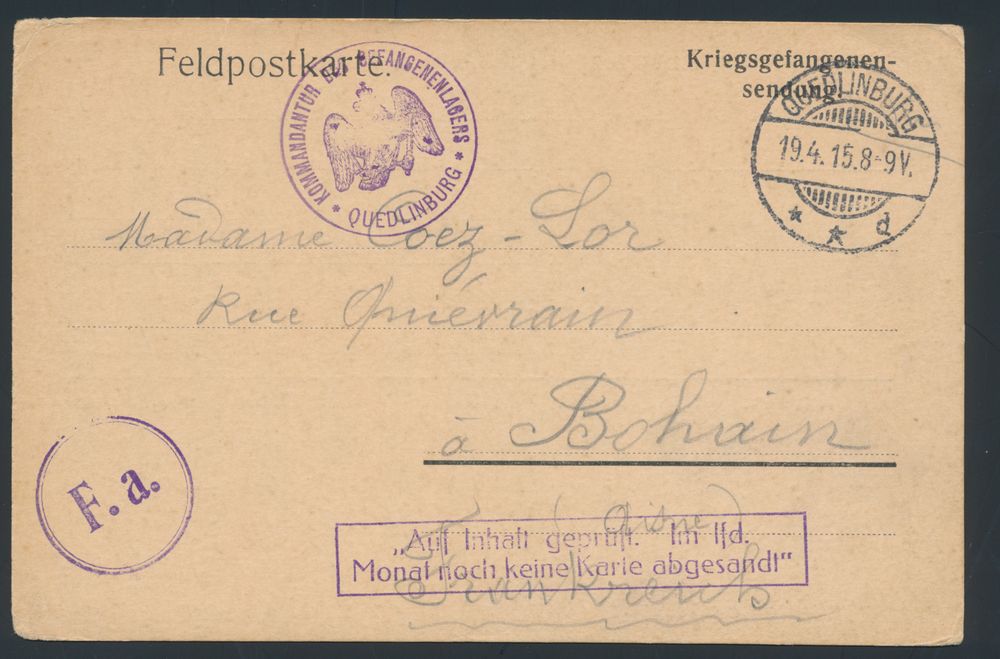 Feldpostkarte.
Kriegsgefangenen-
sendung!
KOMMANDANTUR DES GEFANGENENLAGERS
* QUEDLINBURG *
QUEDLINBURG
19.4.15.8-9V.
* * d
Madame Coez-Lor
Rue Quiévrain
à Bohain
(Aisne)
Frankreich
F. a.
„Auf Inhalt geprüft. Im lfd.
Monat noch keine Karte abgesandt“